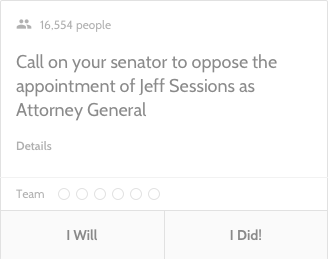 16,554 people
Call on your senator to oppose the
appointment of Jeff Sessions as
Attorney General
Details
Team
I Will
I Did!